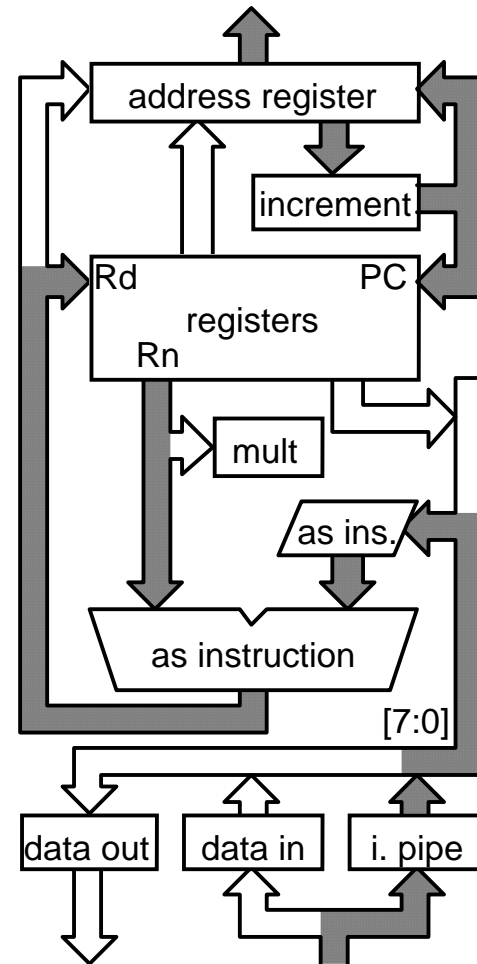 address register
increment
Rd PC
registers
Rn
mult
as ins.
as instruction
[7:0]
data out data in i. pipe